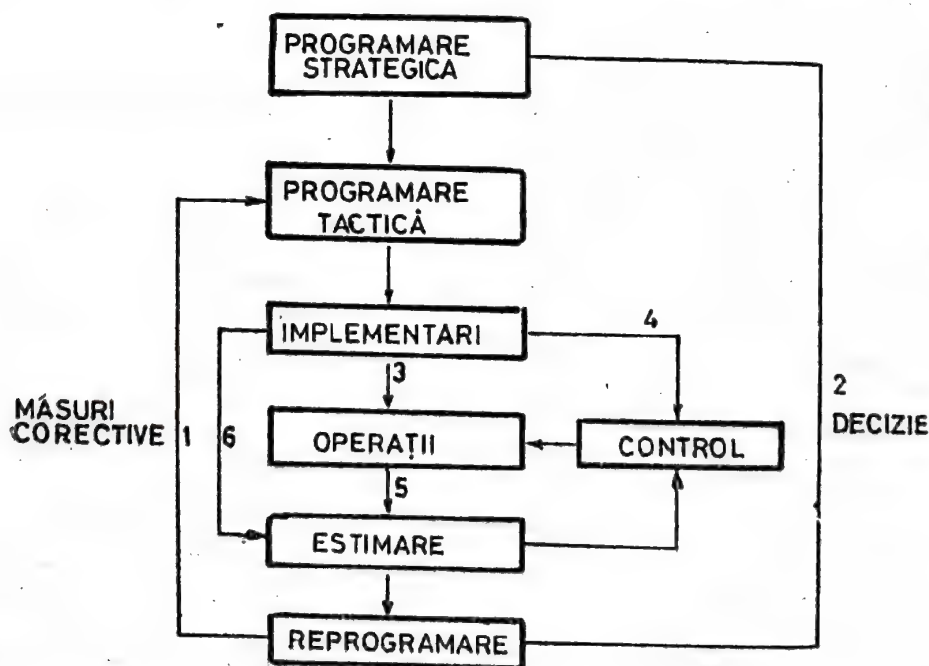 PROGRAMARE
STRATEGICA
PROGRAMARE
TACTICĂ
IMPLEMENTARI
4
3
2
DECIZIE
MĂSURI
CORECTIVE
1
6
OPERAȚII
CONTROL
5
ESTIMARE
REPROGRAMARE